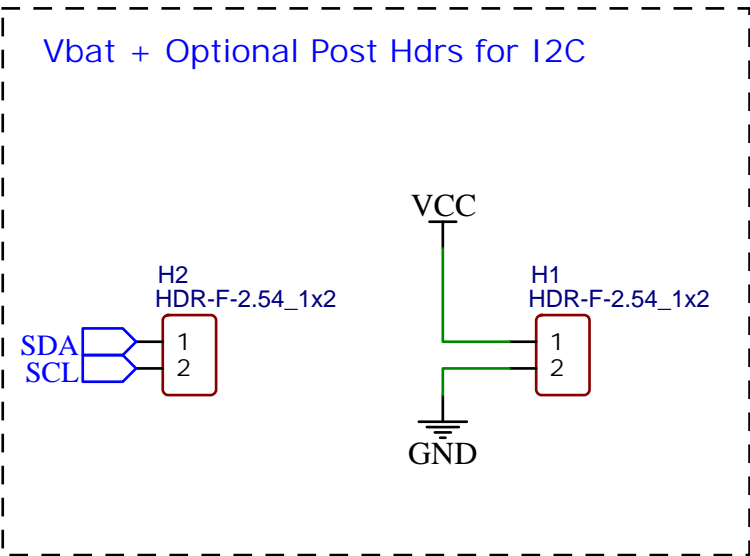 Vbat + Optional Post Hdrs for I2C
VCC
H2
HDR-F-2.54_1x2
H1
HDR-F-2.54_1x2
SDA
1
SCL
2
1
2
GND